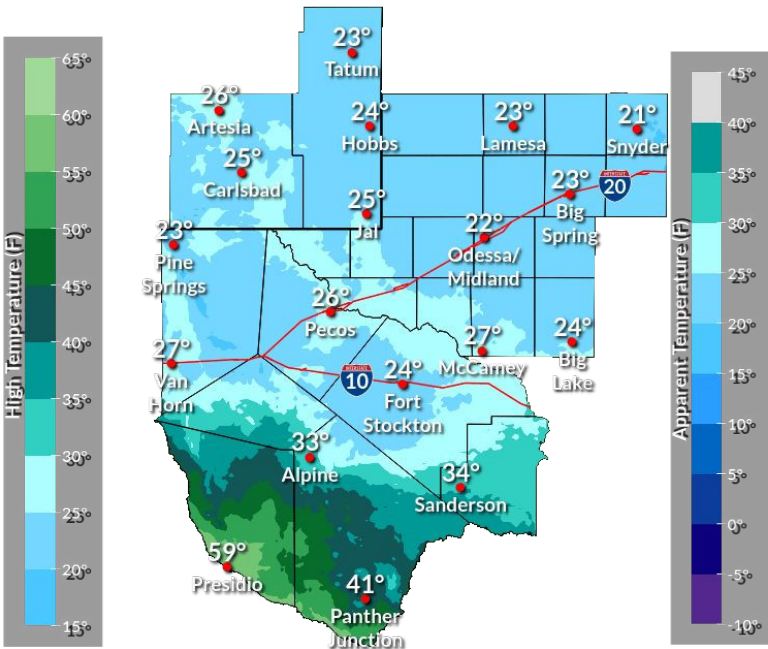 High Temperature (F)
65°
60°
55°
50°
45°
40°
35°
30°
25°
20°
15°
23°
Tatum
26°
Artesia
24°
Hobbs
23°
Lamesa
21°
Snyder
25°
Carlsbad
25°
Jal
23°
Big
Spring
INTERSTATE
20
23°
Pine
Springs
22°
Odessa/
Midland
26°
Pecos
27°
McCamey
24°
Big
Lake
27°
Van
Horn
INTERSTATE
10
24°
Fort
Stockton
33°
Alpine
34°
Sanderson
59°
Presidio
41°
Panther
Junction
Apparent Temperature (F)
45°
40°
35°
30°
25°
20°
15°
10°
5°
0°
-5°
-10°